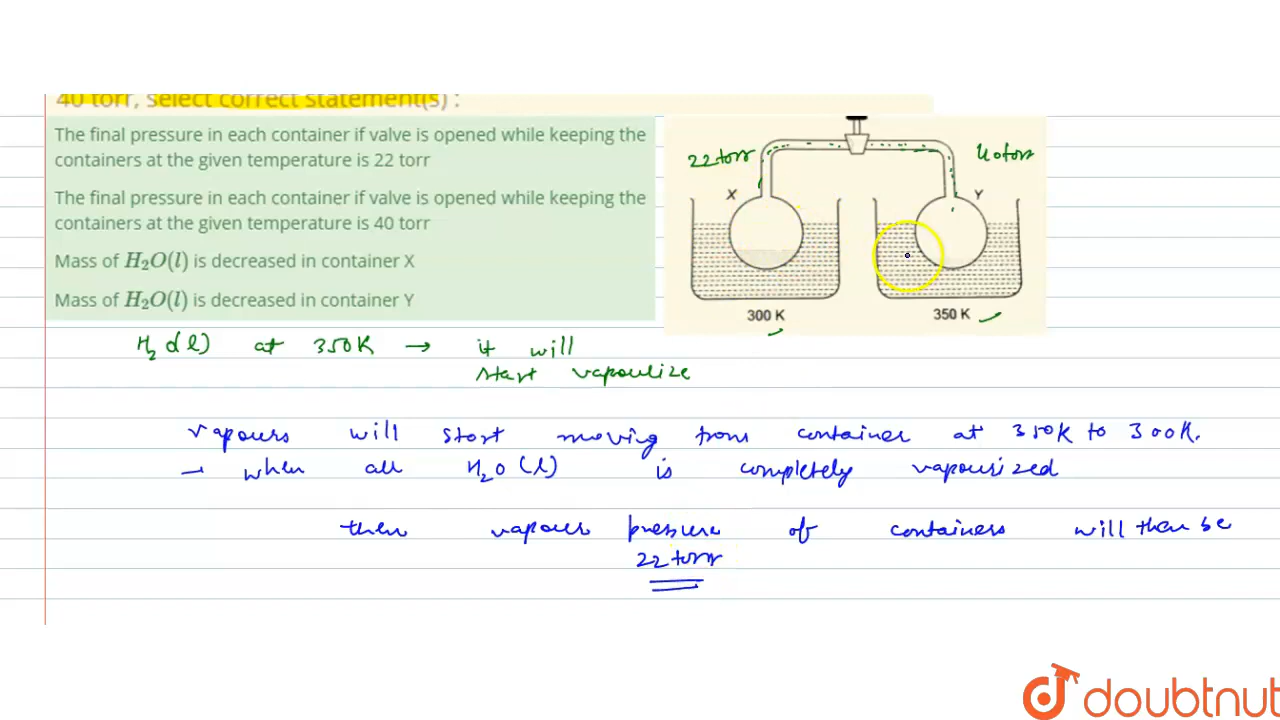 40 torr, select correct statement(s) :
The final pressure in each container if valve is opened while keeping the
containers at the given temperature is 22 torr
The final pressure in each container if valve is opened while keeping the
containers at the given temperature is 40 torr
Mass of H₂O(l) is decreased in container X
Mass of H₂O(l) is decreased in container Y
22 torr
40 torr
X
Y
300 K
350 K
H₂O(l) at 350K → it will
start vapourize
vapours will start moving from container at 350K to 300K.
→ when all H₂O(l) is completely vapourized
then vapour pressure of containers will then be
22 torr
doubtnut